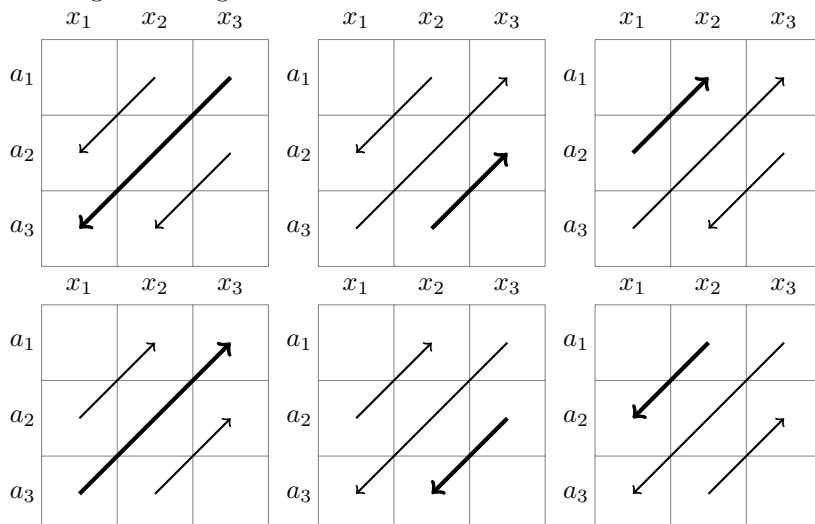 x₁ x₂ x₃ x₁ x₂ x₃ x₁ x₂ x₃
a₁ a₁ a₁
a₂ a₂ a₂
a₃ a₃ a₃
x₁ x₂ x₃ x₁ x₂ x₃ x₁ x₂ x₃
a₁ a₁ a₁
a₂ a₂ a₂
a₃ a₃ a₃